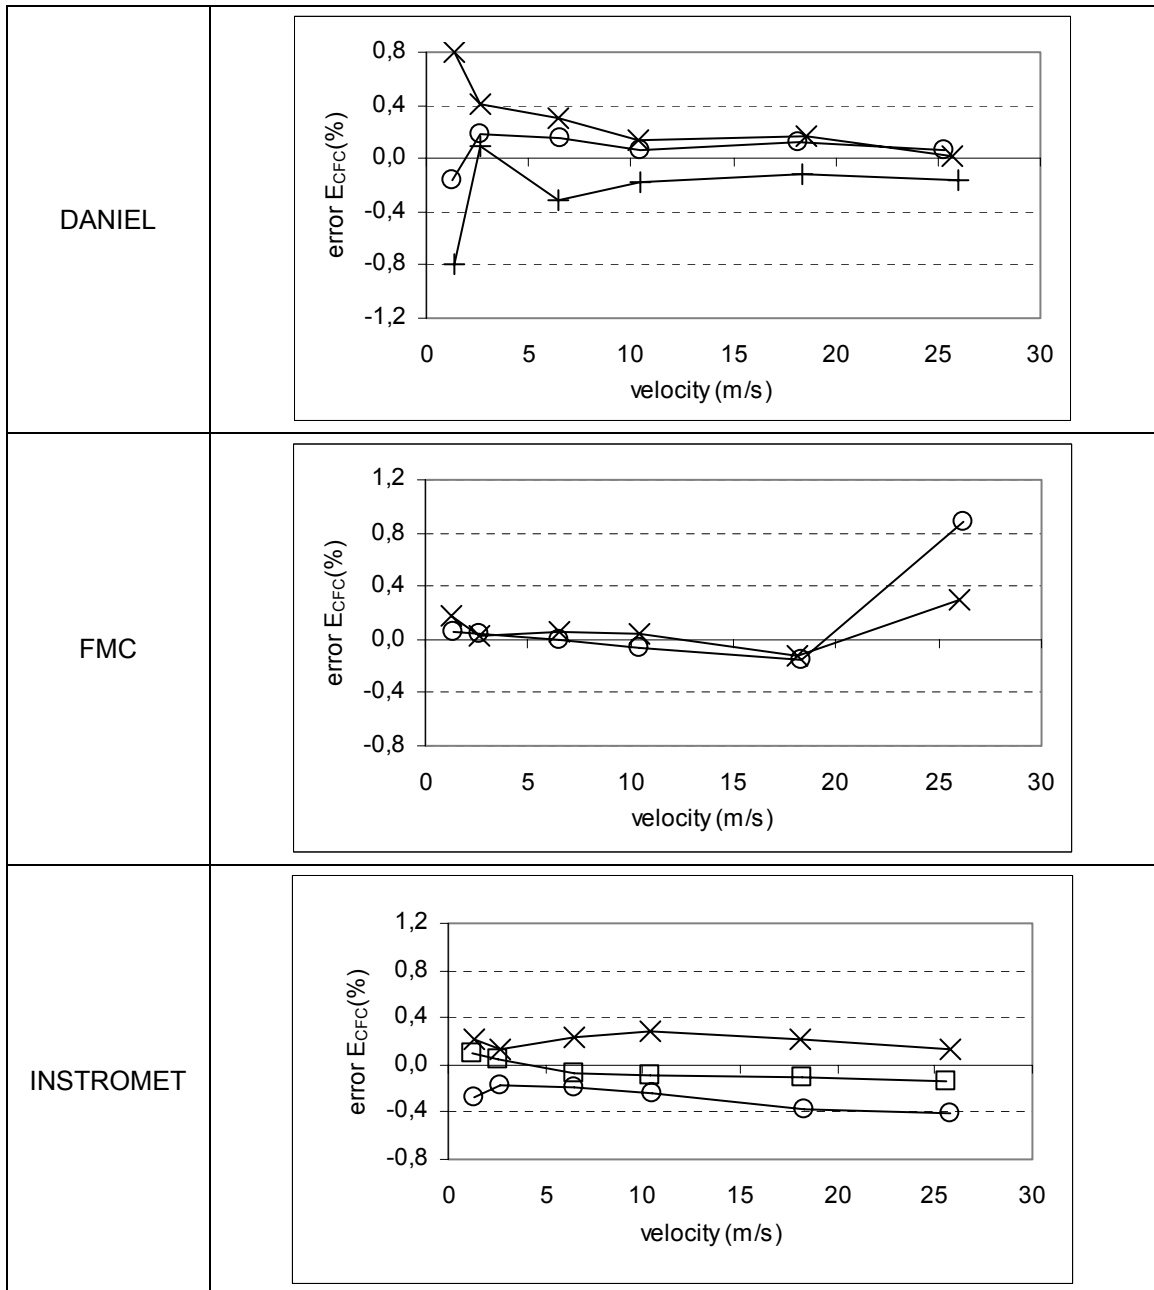 DANIEL
error ECFC(%)
0,8
0,4
0,0
-0,4
-0,8
-1,2
0 5 10 15 20 25 30
velocity (m/s)
FMC
error ECFC(%)
1,2
0,8
0,4
0,0
-0,4
-0,8
0 5 10 15 20 25 30
velocity (m/s)
INSTROMET
error ECFC(%)
1,2
0,8
0,4
0,0
-0,4
-0,8
0 5 10 15 20 25 30
velocity (m/s)